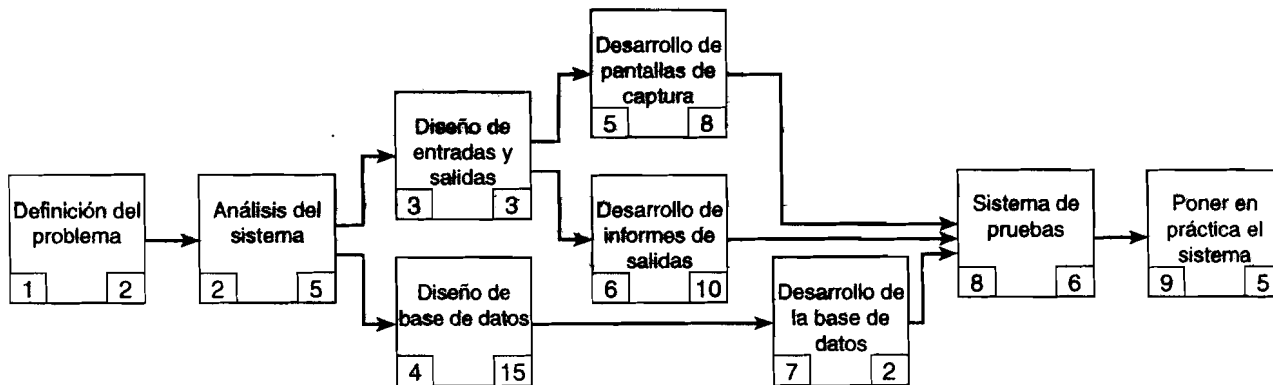 Definición del
problema
1 2
Análisis del
sistema
2 5
Diseño de
entradas y
salidas
3 3
Diseño de
base de datos
4 15
Desarrollo de
pantallas de
captura
5 8
Desarrollo de
informes de
salidas
6 10
Desarrollo de
la base de
datos
7 2
Sistema de
pruebas
8 6
Poner en
práctica el
sistema
9 5